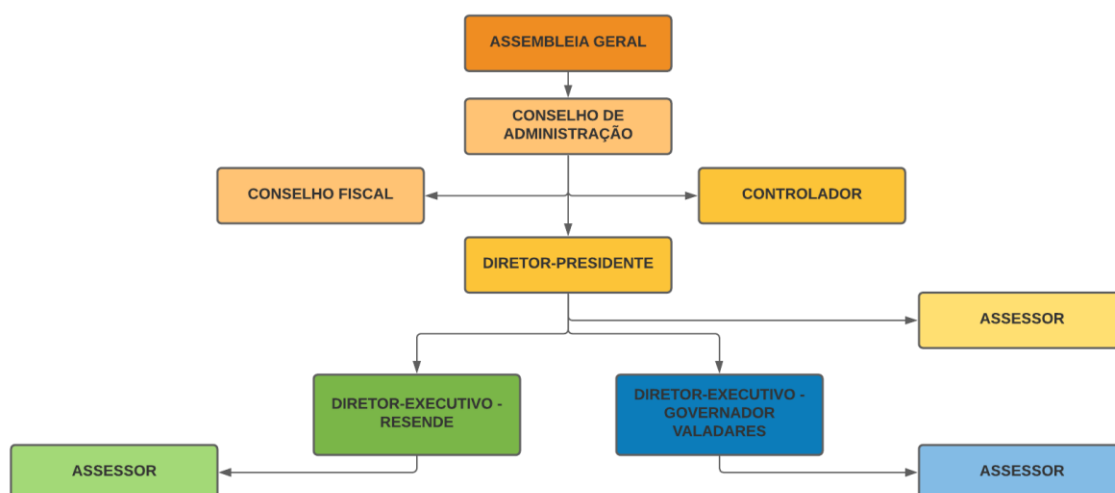 ASSEMBLEIA GERAL
CONSELHO DE
ADMINISTRAÇÃO
CONSELHO FISCAL
CONTROLADOR
DIRETOR-PRESIDENTE
ASSESSOR
DIRETOR-EXECUTIVO -
RESENDE
DIRETOR-EXECUTIVO -
GOVERNADOR
VALADARES
ASSESSOR
ASSESSOR